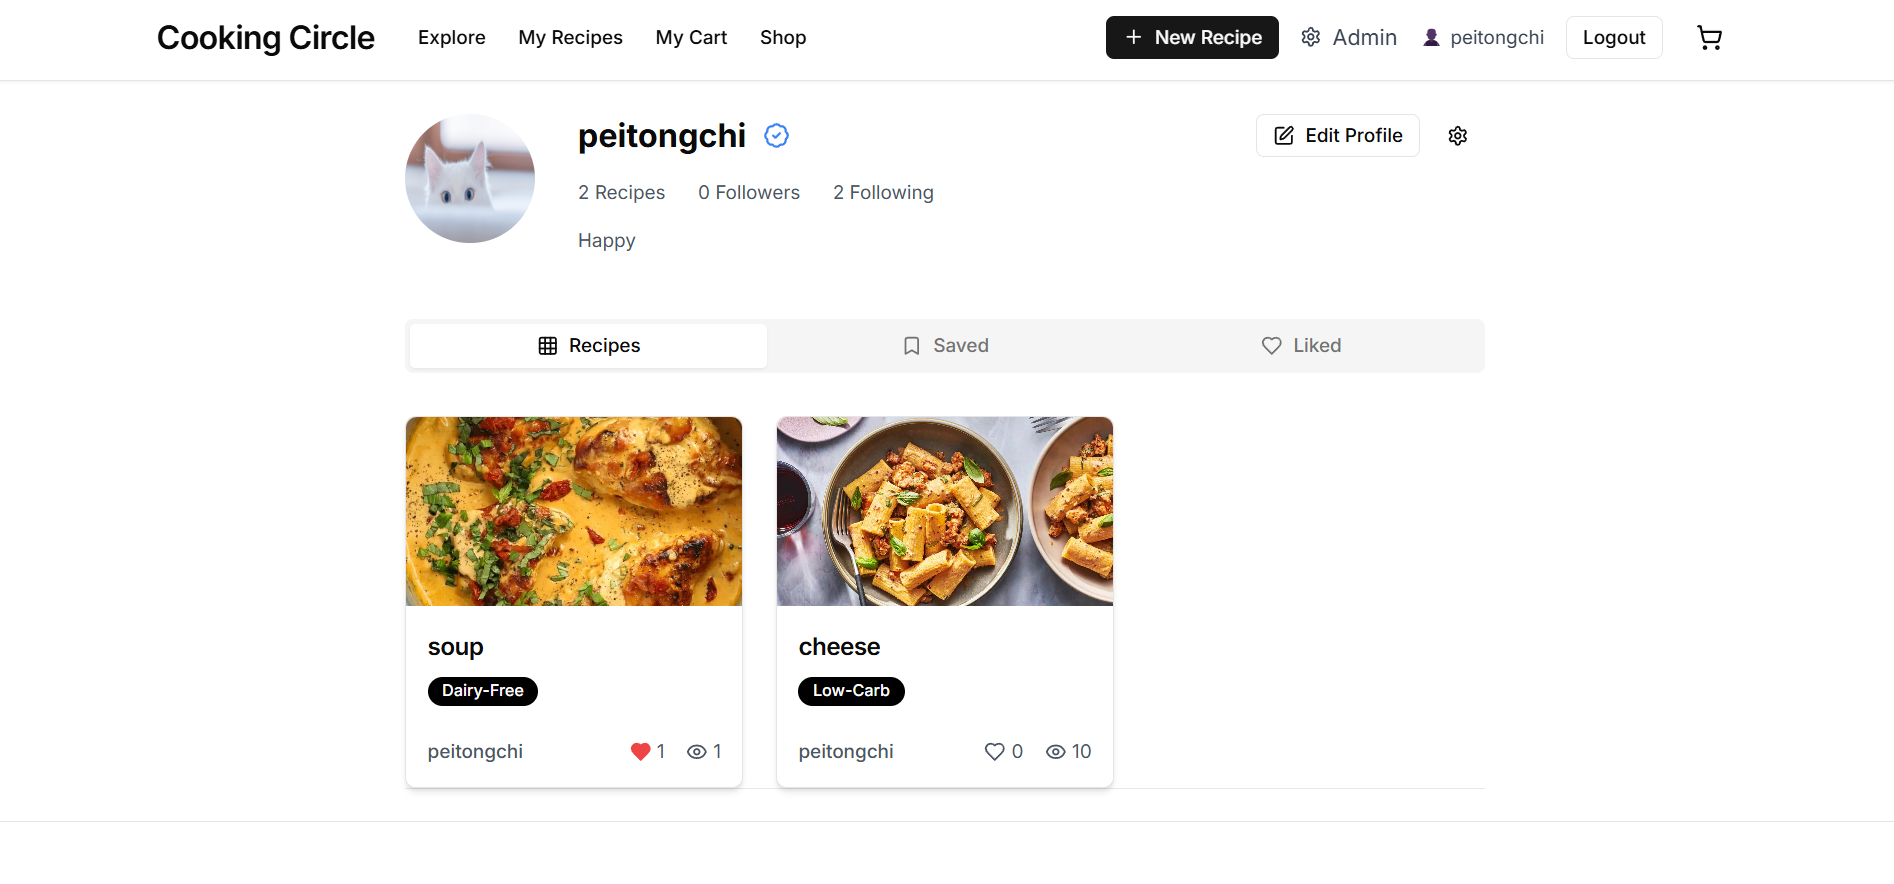 Cooking Circle Explore My Recipes My Cart Shop New Recipe Admin peitongchi Logout
peitongchi Edit Profile
2 Recipes 0 Followers 2 Following
Happy
Recipes Saved Liked
soup
Dairy-Free
peitongchi 1 1
cheese
Low-Carb
peitongchi 0 10